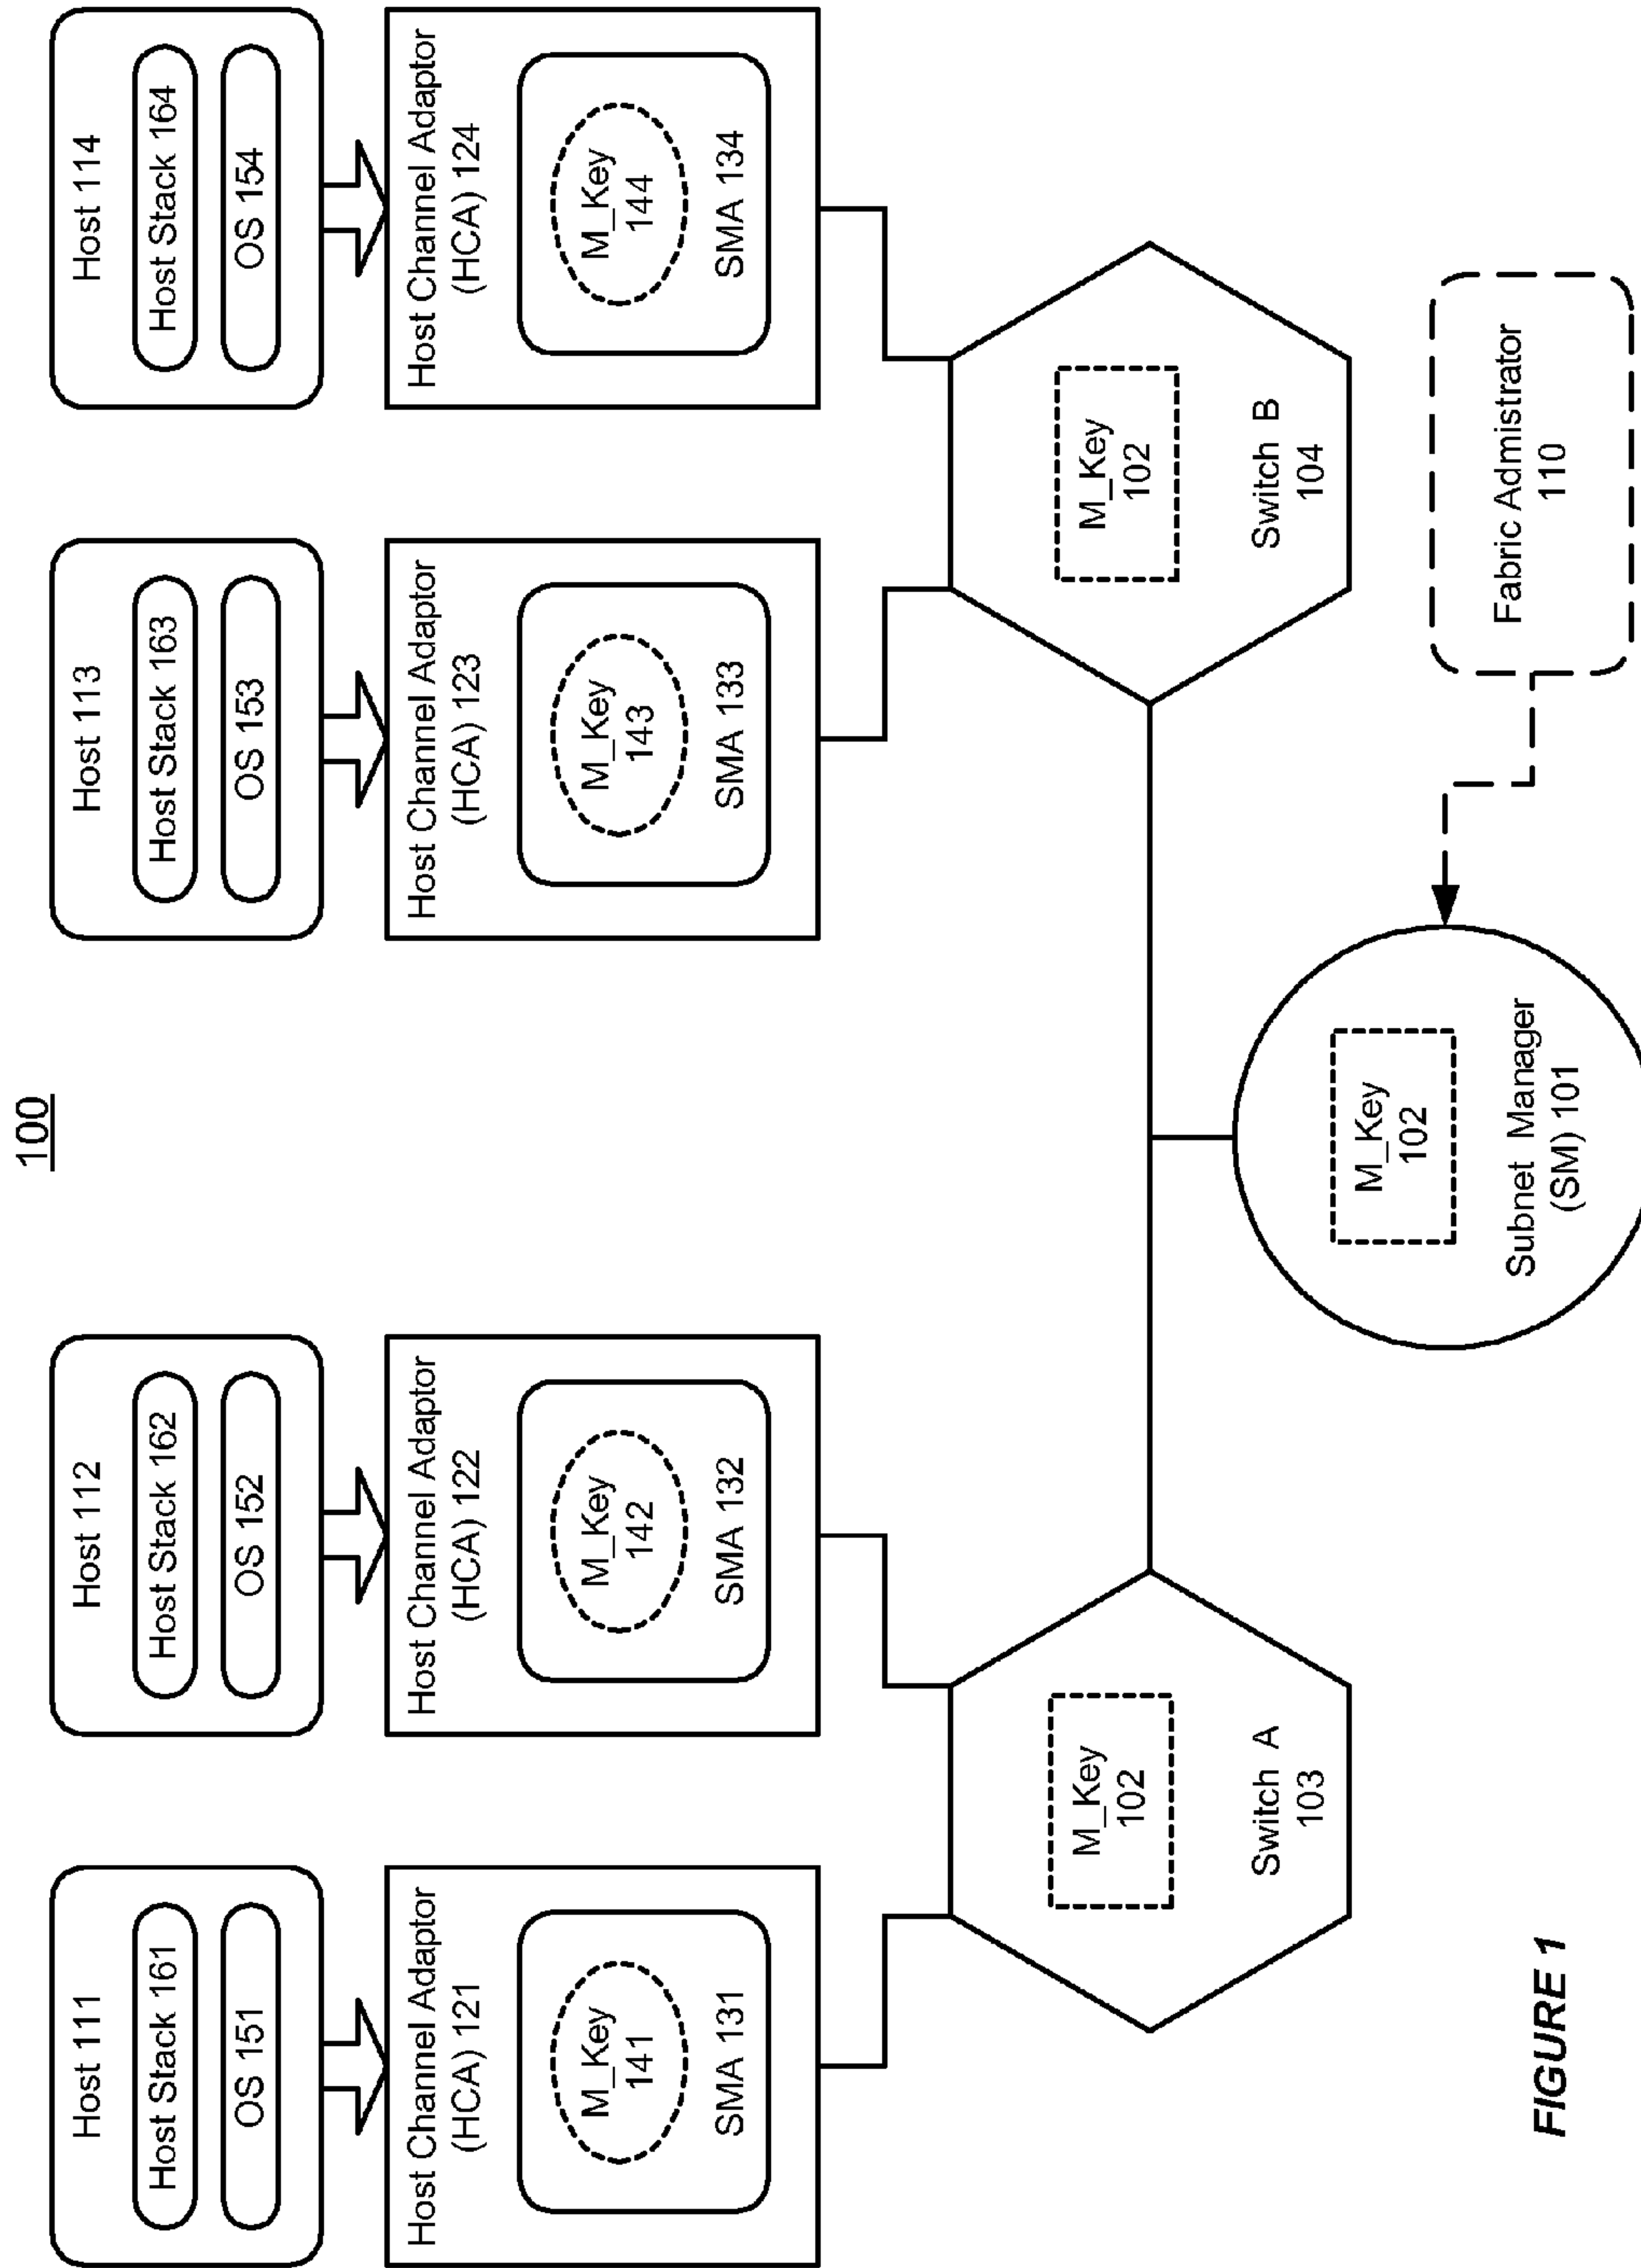 100
Host 111
Host Stack 161
OS 151
Host Channel Adaptor
(HCA) 121
M_Key
141
SMA 131
Host 112
Host Stack 162
OS 152
Host Channel Adaptor
(HCA) 122
M_Key
142
SMA 132
Host 113
Host Stack 163
OS 153
Host Channel Adaptor
(HCA) 123
M_Key
143
SMA 133
Host 114
Host Stack 164
OS 154
Host Channel Adaptor
(HCA) 124
M_Key
144
SMA 134
M_Key
102
Switch A
103
M_Key
102
Switch B
104
M_Key
102
Subnet Manager
(SM) 101
Fabric Admistrator
110
FIGURE 1